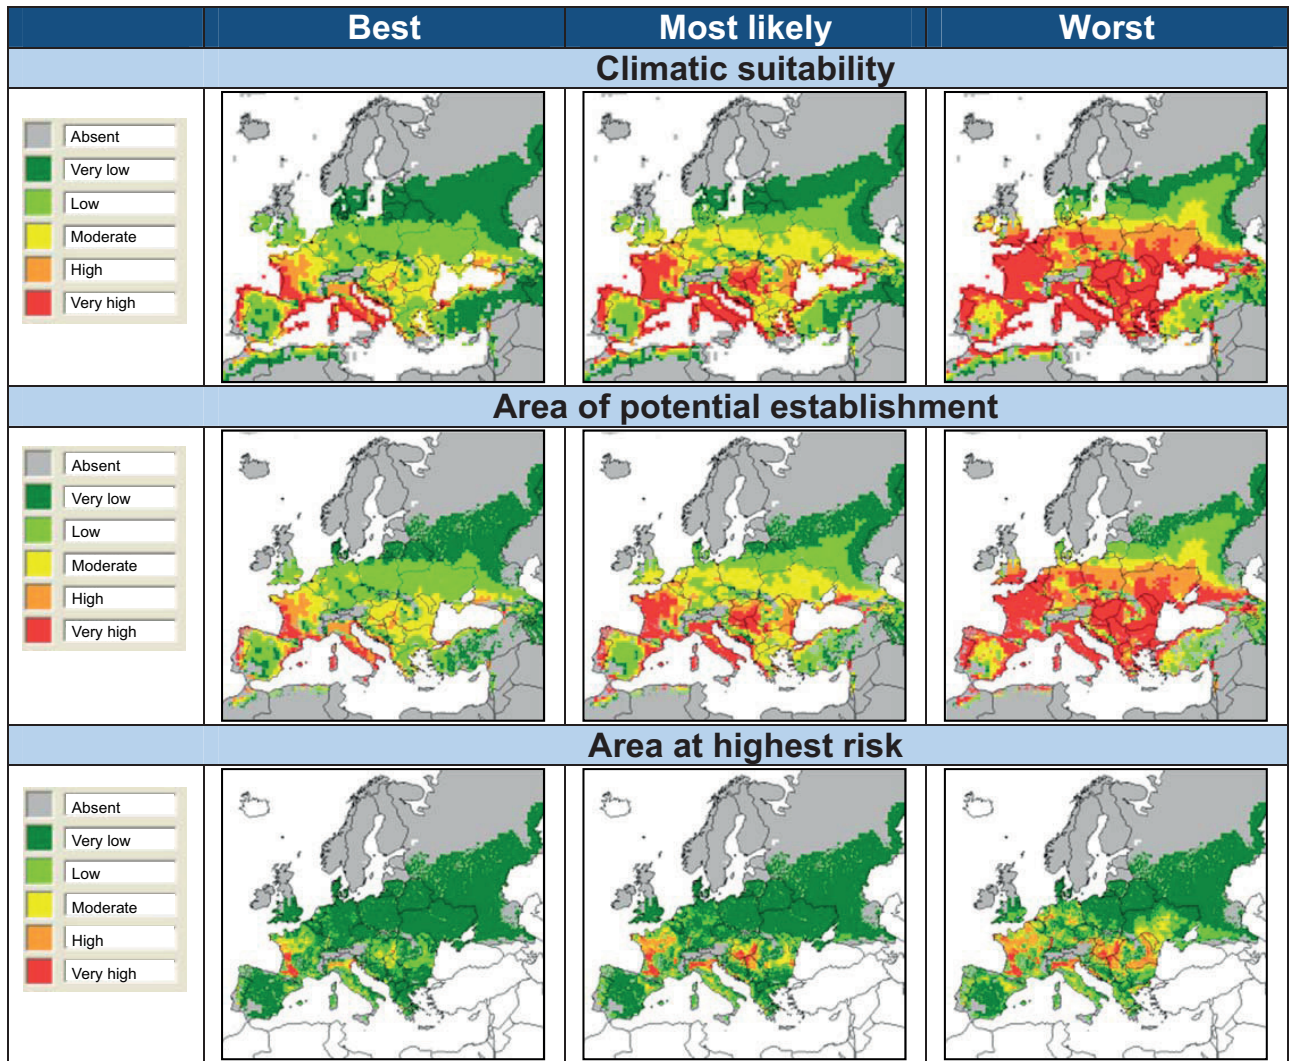 Best Most likely Worst
Climatic suitability
Absent
Very low
Low
Moderate
High
Very high
Area of potential establishment
Absent
Very low
Low
Moderate
High
Very high
Area at highest risk
Absent
Very low
Low
Moderate
High
Very high